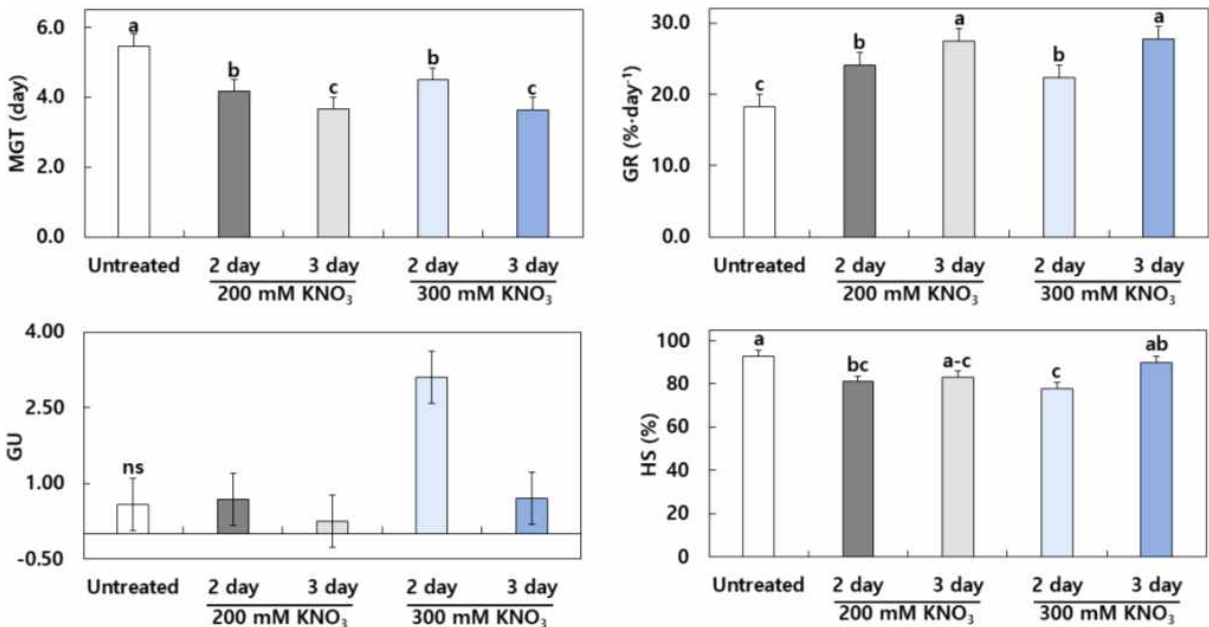 MGT (day)
6.0
4.0
2.0
0.0
a
b
c
b
c
Untreated
2 day
3 day
2 day
3 day
200 mM KNO₃
300 mM KNO₃
GR (%·day⁻¹)
30.0
20.0
10.0
0.0
c
b
a
b
a
Untreated
2 day
3 day
2 day
3 day
200 mM KNO₃
300 mM KNO₃
GU
4.00
2.50
1.00
-0.50
ns
Untreated
2 day
3 day
2 day
3 day
200 mM KNO₃
300 mM KNO₃
HS (%)
100
80
60
40
20
0
a
bc
a-c
c
ab
Untreated
2 day
3 day
2 day
3 day
200 mM KNO₃
300 mM KNO₃